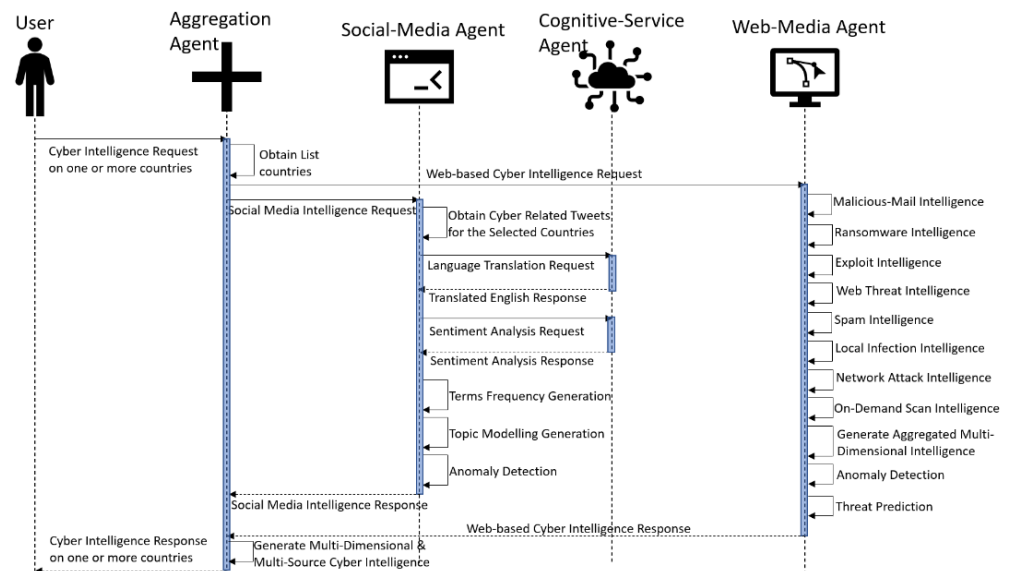 User
Aggregation
Agent
Social-Media Agent
Cognitive-Service
Agent
Web-Media Agent
Cyber Intelligence Request
on one or more countries
Obtain List
countries
Web-based Cyber Intelligence Request
Social Media Intelligence Request
Obtain Cyber Related Tweets
for the Selected Countries
Language Translation Request
Translated English Response
Sentiment Analysis Request
Sentiment Analysis Response
Terms Frequency Generation
Topic Modelling Generation
Anomaly Detection
Social Media Intelligence Response
Malicious-Mail Intelligence
Ransomware Intelligence
Exploit Intelligence
Web Threat Intelligence
Spam Intelligence
Local Infection Intelligence
Network Attack Intelligence
On-Demand Scan Intelligence
Generate Aggregated Multi-
Dimensional Intelligence
Anomaly Detection
Threat Prediction
Web-based Cyber Intelligence Response
Cyber Intelligence Response
on one or more countries
Generate Multi-Dimensional &
Multi-Source Cyber Intelligence